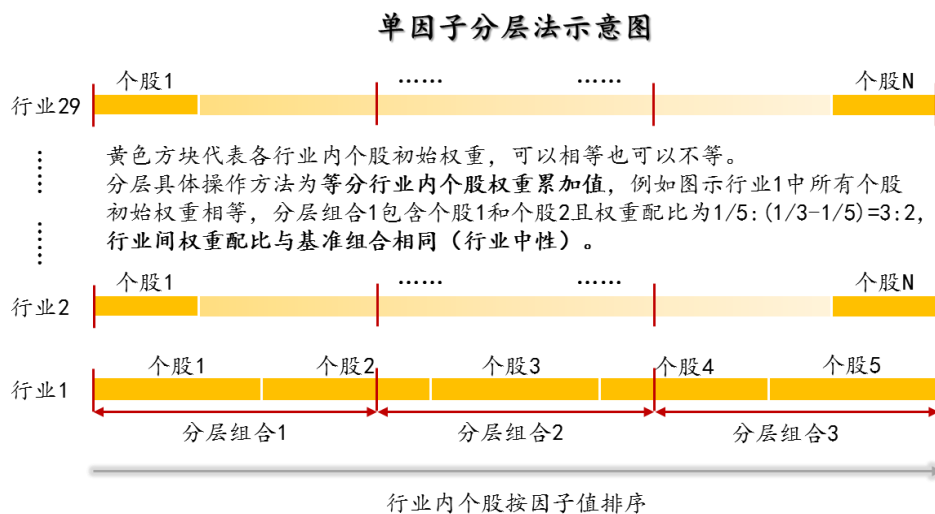 单因子分层法示意图
个股1 …… …… 个股N
行业29
……
黄色方块代表各行业内个股初始权重，可以相等也可以不等。
分层具体操作方法为等分行业内个股权重累加值，例如图示行业1中所有个股
初始权重相等，分层组合1包含个股1和个股2且权重配比为1/5:(1/3-1/5)=3:2，
行业间权重配比与基准组合相同（行业中性）。
……
个股1 …… …… 个股N
行业2
个股1 个股2 个股3 个股4 个股5
行业1
分层组合1 分层组合2 分层组合3
行业内个股按因子值排序